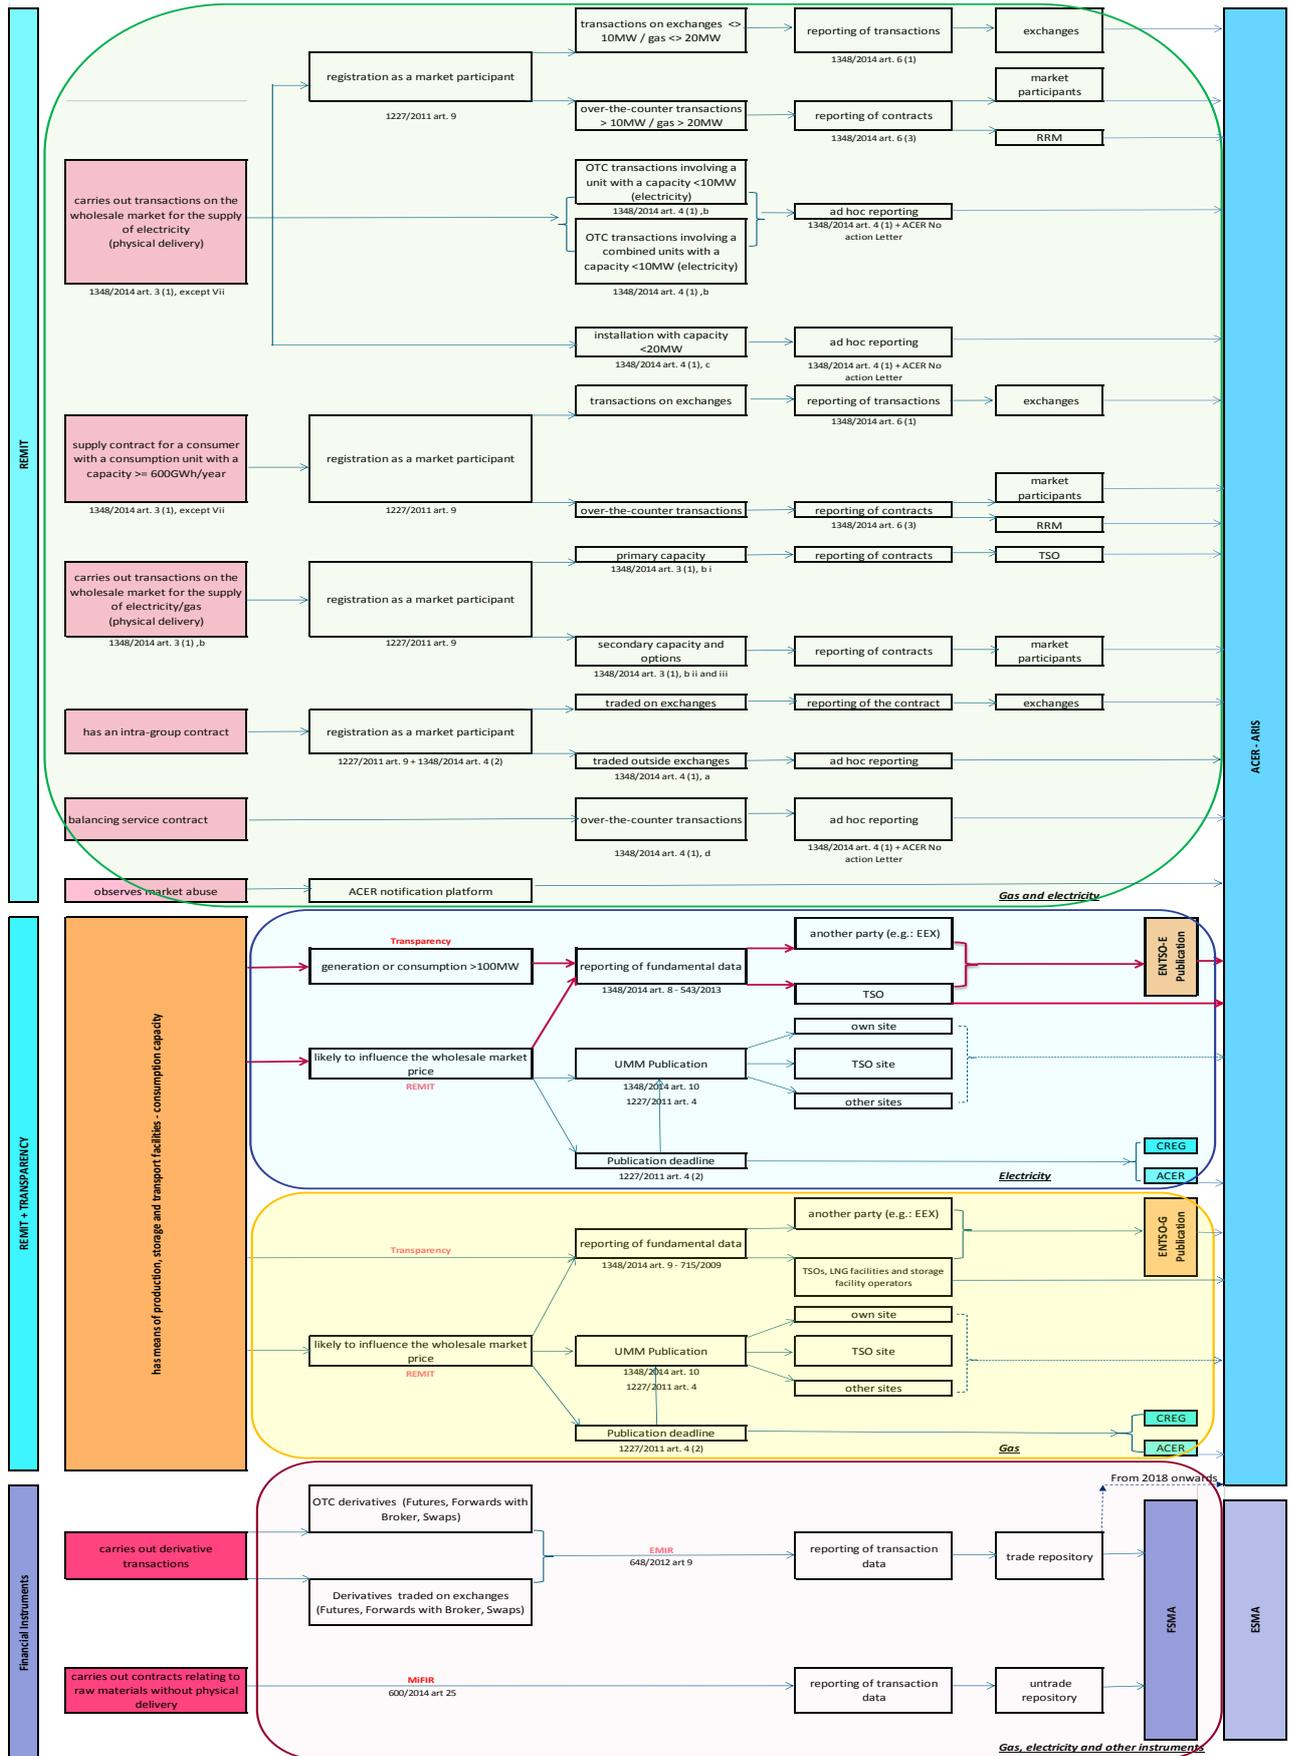 REMIT
transactions on exchanges <>
10MW / gas <> 20MW
reporting of transactions
exchanges
1348/2014 art. 6 (1)
registration as a market participant
1227/2011 art. 9
market
participants
over-the-counter transactions
> 10MW / gas > 20MW
reporting of contracts
1348/2014 art. 6 (3)
RRM
carries out transactions on the
wholesale market for the supply
of electricity
(physical delivery)
1348/2014 art. 3 (1), except Vii
OTC transactions involving a
unit with a capacity <10MW
(electricity)
1348/2014 art. 4 (1) ,b
OTC transactions involving a
combined units with a
capacity <10MW (electricity)
1348/2014 art. 4 (1) ,b
ad hoc reporting
1348/2014 art. 4 (1) + ACER No
action Letter
installation with capacity
<20MW
1348/2014 art. 4 (1), c
ad hoc reporting
1348/2014 art. 4 (1) + ACER No
action Letter
transactions on exchanges
reporting of transactions
1348/2014 art. 6 (1)
exchanges
supply contract for a consumer
with a consumption unit with a
capacity >= 600GWh/year
1348/2014 art. 3 (1), except Vii
registration as a market participant
1227/2011 art. 9
market
participants
over-the-counter transactions
reporting of contracts
1348/2014 art. 6 (3)
RRM
primary capacity
1348/2014 art. 3 (1), b i
reporting of contracts
TSO
carries out transactions on the
wholesale market for the supply
of electricity/gas
(physical delivery)
1348/2014 art. 3 (1) ,b
registration as a market participant
1227/2011 art. 9
secondary capacity and
options
1348/2014 art. 3 (1), b ii and iii
reporting of contracts
market
participants
traded on exchanges
reporting of the contract
exchanges
has an intra-group contract
registration as a market participant
1227/2011 art. 9 + 1348/2014 art. 4 (2)
traded outside exchanges
1348/2014 art. 4 (1), a
ad hoc reporting
balancing service contract
over-the-counter transactions
1348/2014 art. 4 (1), d
ad hoc reporting
1348/2014 art. 4 (1) + ACER No
action Letter
observes market abuse
ACER notification platform
Gas and electricity
ACER - ARIS
REMIT + TRANSPARENCY
has means of production, storage and transport facilities - consumption capacity
Transparency
generation or consumption >100MW
reporting of fundamental data
1348/2014 art. 8 - 543/2013
another party (e.g.: EEX)
TSO
ENTSO-E
Publication
likely to influence the wholesale market
price
REMIT
UMM Publication
1348/2014 art. 10
1227/2011 art. 4
own site
TSO site
other sites
Publication deadline
1227/2011 art. 4 (2)
CREG
ACER
Electricity
Transparency
reporting of fundamental data
1348/2014 art. 9 - 715/2009
another party (e.g.: EEX)
TSOs, LNG facilities and storage
facility operators
ENTSO-G
Publication
likely to influence the wholesale market
price
REMIT
UMM Publication
1348/2014 art. 10
1227/2011 art. 4
own site
TSO site
other sites
Publication deadline
1227/2011 art. 4 (2)
CREG
ACER
Gas
Financial Instruments
From 2018 onwards
carries out derivative
transactions
OTC derivatives (Futures, Forwards with
Broker, Swaps)
Derivatives traded on exchanges
(Futures, Forwards with Broker, Swaps)
EMIR
648/2012 art 9
reporting of transaction
data
trade repository
FSMA
ESMA
carries out contracts relating to
raw materials without physical
delivery
MiFIR
600/2014 art 25
reporting of transaction
data
untrade
repository
Gas, electricity and other instruments